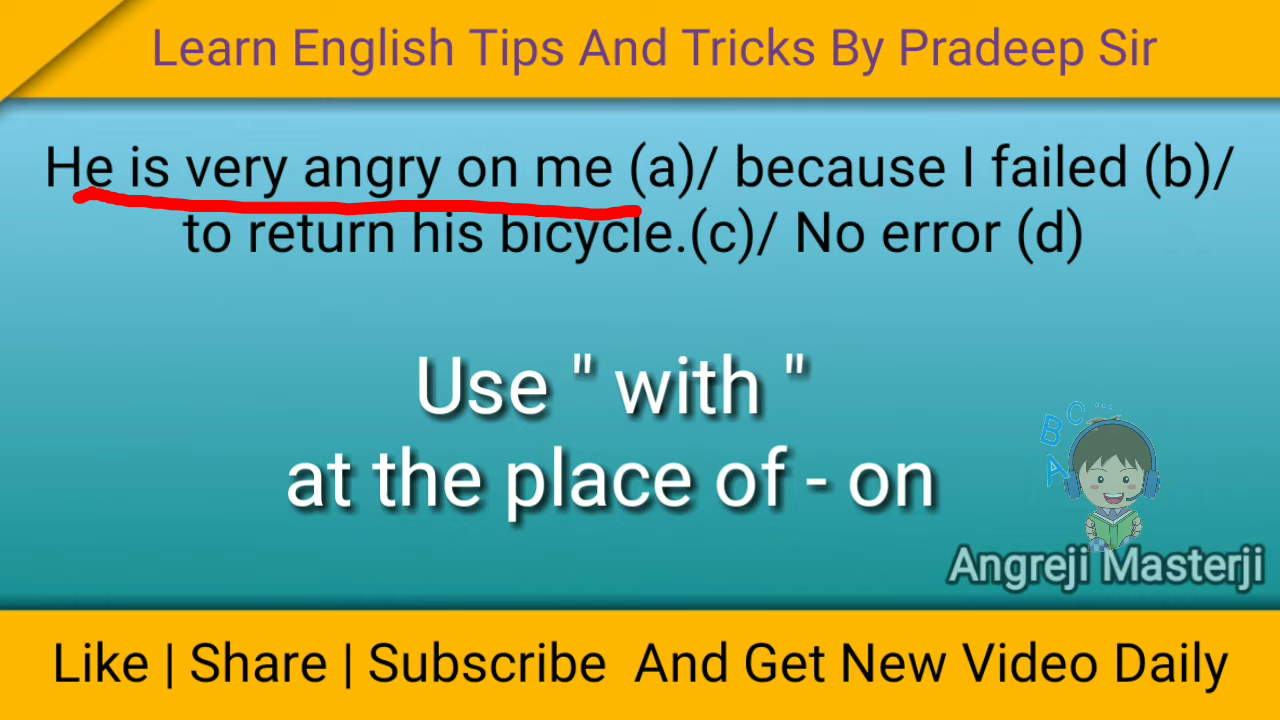 Learn English Tips And Tricks By Pradeep Sir
He is very angry on me (a)/ because I failed (b)/
to return his bicycle.(c)/ No error (d)
Use " with "
at the place of - on
A B C ...
Angreji Masterji
Like | Share | Subscribe And Get New Video Daily